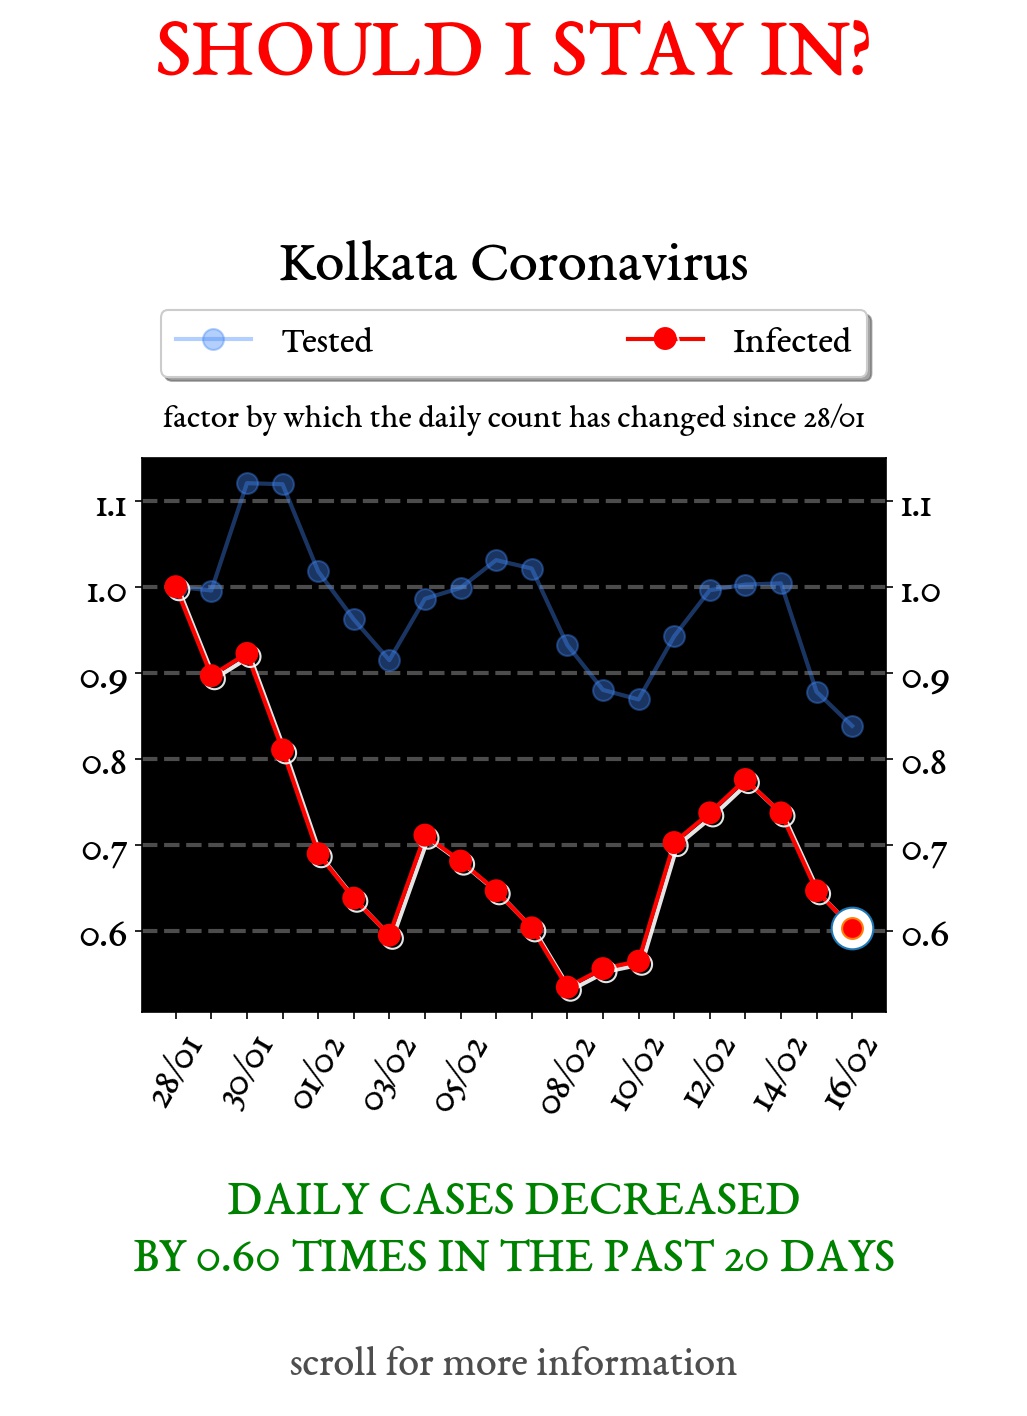 SHOULD I STAY IN?
Kolkata Coronavirus
Tested Infected
factor by which the daily count has changed since 28/01
1.1 1.1
1.0 1.0
0.9 0.9
0.8 0.8
0.7 0.7
0.6 0.6
28/01 30/01 01/02 03/02 05/02 08/02 10/02 12/02 14/02 16/02
DAILY CASES DECREASED
BY 0.60 TIMES IN THE PAST 20 DAYS
scroll for more information